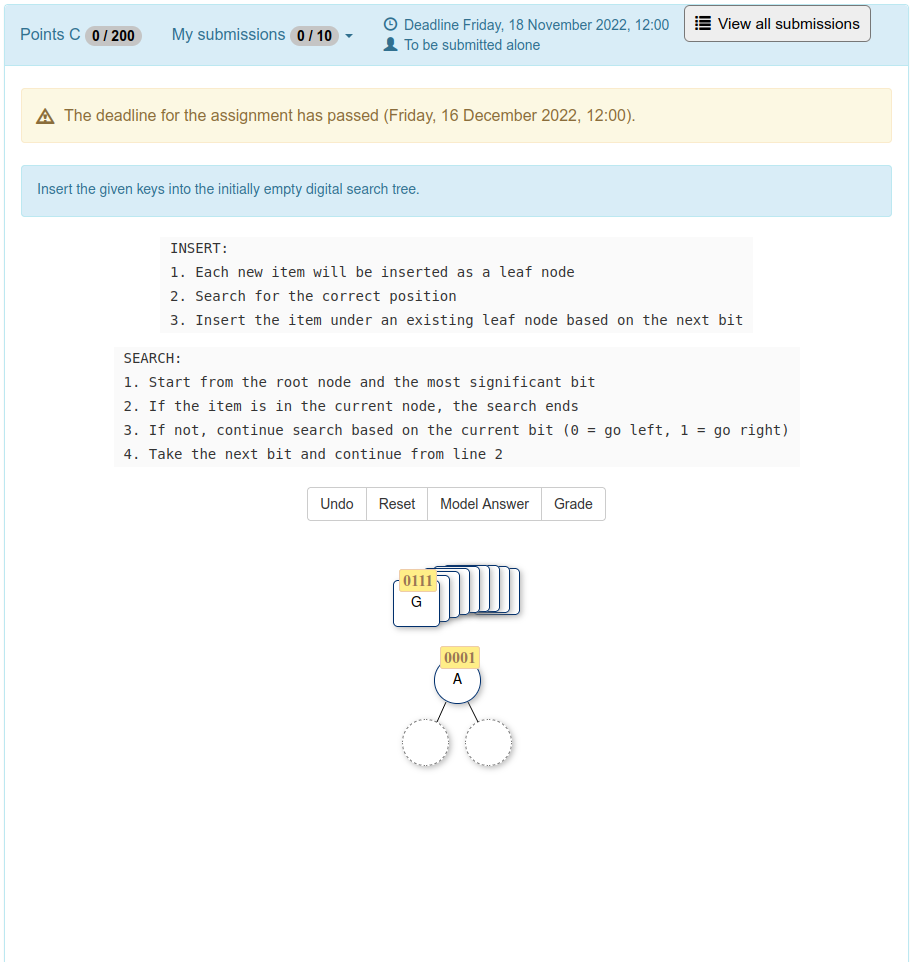 Points C 0 / 200 My submissions 0 / 10 Deadline Friday, 18 November 2022, 12:00 View all submissions
To be submitted alone
The deadline for the assignment has passed (Friday, 16 December 2022, 12:00).
Insert the given keys into the initially empty digital search tree.
INSERT:
1. Each new item will be inserted as a leaf node
2. Search for the correct position
3. Insert the item under an existing leaf node based on the next bit
SEARCH:
1. Start from the root node and the most significant bit
2. If the item is in the current node, the search ends
3. If not, continue search based on the current bit (0 = go left, 1 = go right)
4. Take the next bit and continue from line 2
Undo Reset Model Answer Grade
0111
G
0001
A